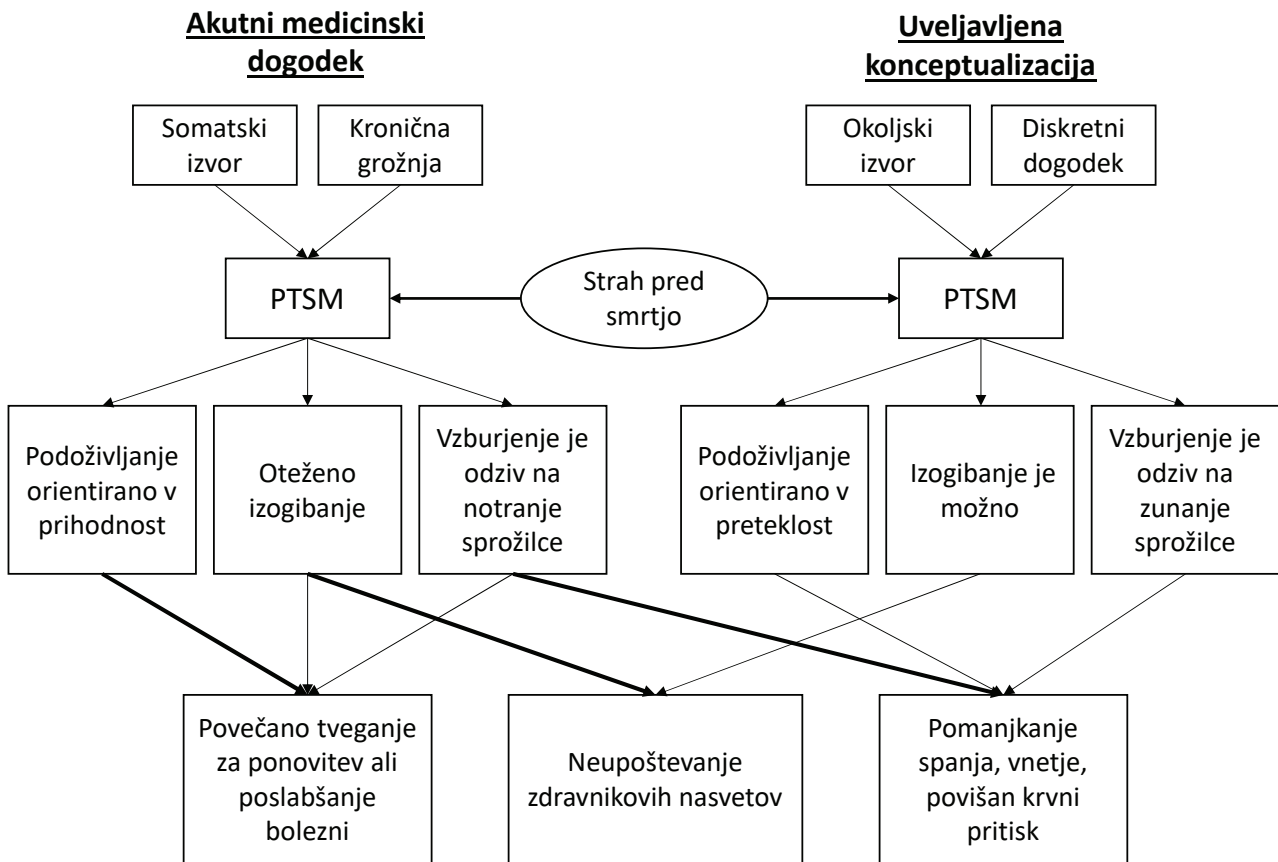 Akutni medicinski
dogodek
Uveljavljena
konceptualizacija
Somatski
izvor
Kronična
grožnja
Okoljski
izvor
Diskretni
dogodek
PTSM
Strah pred
smrtjo
PTSM
Podoživljanje
orientirano v
prihodnost
Oteženo
izogibanje
Vzburjenje je
odziv na
notranje
sprožilce
Podoživljanje
orientirano v
preteklost
Izogibanje je
možno
Vzburjenje je
odziv na
zunanje
sprožilce
Povečano tveganje
za ponovitev ali
poslabšanje
bolezni
Neupoštevanje
zdravnikovih nasvetov
Pomanjkanje
spanja, vnetje,
povišan krvni
pritisk